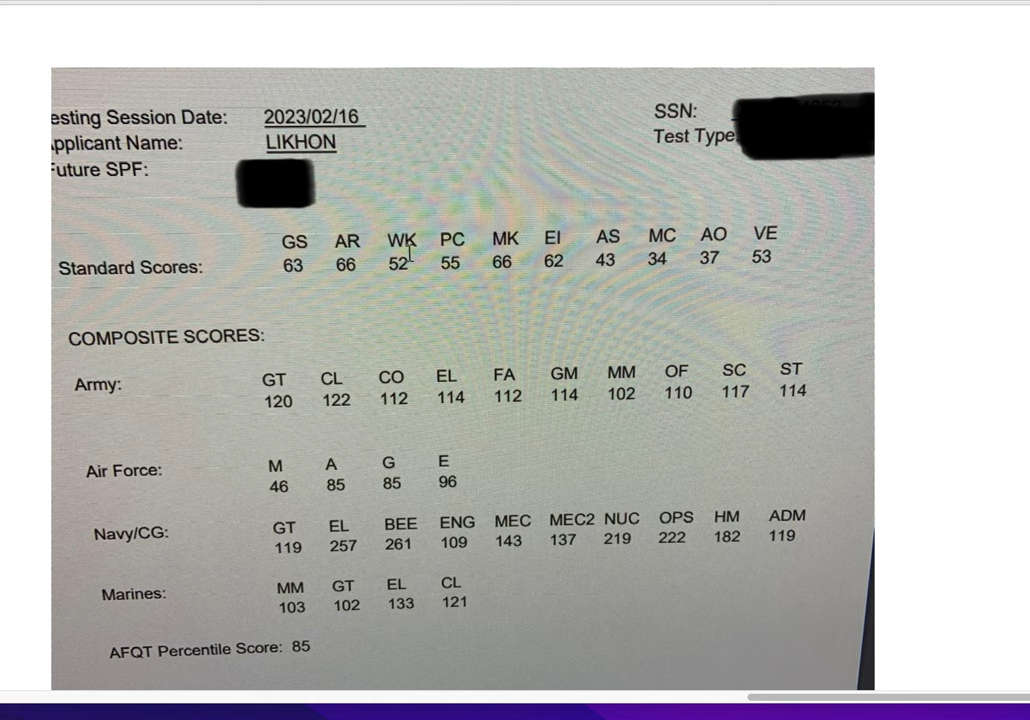 esting Session Date: 2023/02/16 SSN:
pplicant Name: LIKHON Test Type
Future SPF:
GS AR WK PC MK EI AS MC AO VE
Standard Scores: 63 66 52 55 66 62 43 34 37 53
COMPOSITE SCORES:
Army: GT CL CO EL FA GM MM OF SC ST
120 122 112 114 112 114 102 110 117 114
Air Force: M A G E
46 85 85 96
Navy/CG: GT EL BEE ENG MEC MEC2 NUC OPS HM ADM
119 257 261 109 143 137 219 222 182 119
Marines: MM GT EL CL
103 102 133 121
AFQT Percentile Score: 85